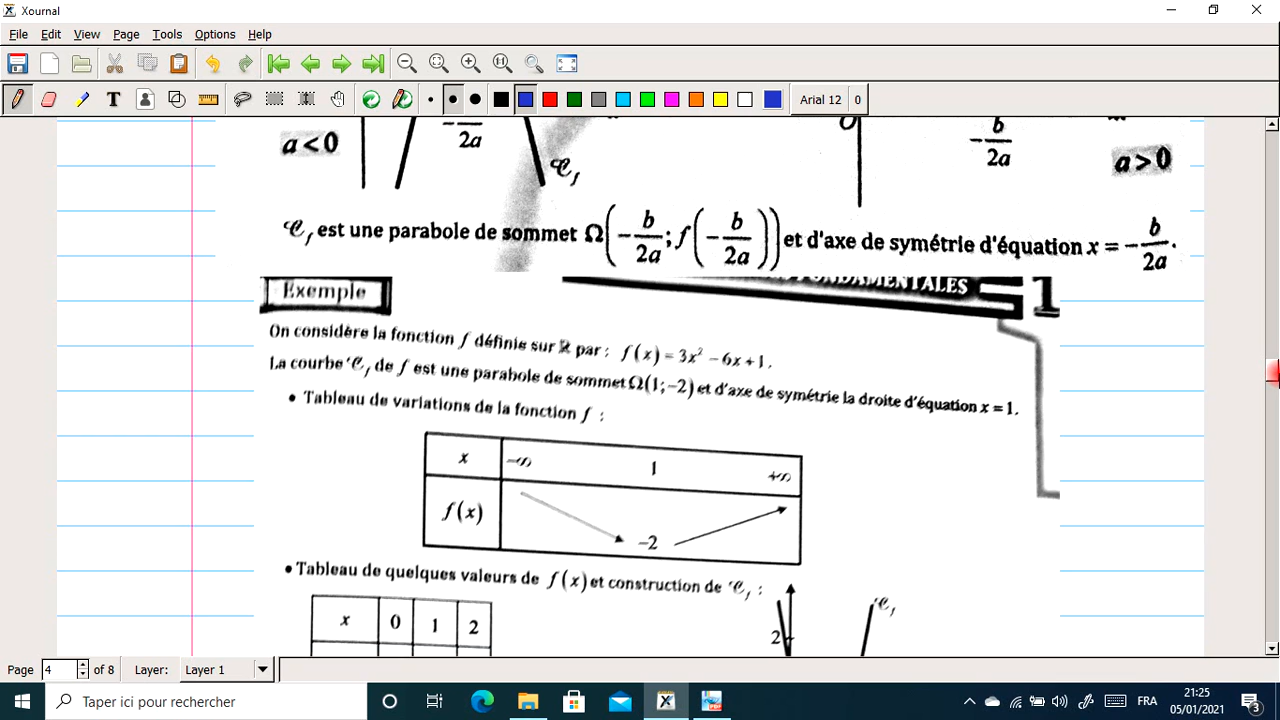 Xournal
File Edit View Page Tools Options Help
T Arial 12 0
a<0 -b/2a 𝒞f 0 -b/2a a>0
𝒞f est une parabole de sommet Ω(-b/2a ; f(-b/2a)) et d'axe de symétrie d'équation x = -b/2a.
FONDAMENTALES 1
Exemple
On considère la fonction f définie sur ℝ par : f(x) = 3x² - 6x + 1.
La courbe 𝒞f de f est une parabole de sommet Ω(1;-2) et d'axe de symétrie la droite d'équation x = 1.
• Tableau de variations de la fonction f :
x -∞ 1 +∞
f(x) -2
• Tableau de quelques valeurs de f(x) et construction de 𝒞f :
x 0 1 2
2 𝒞f
Page 4 of 8 Layer: Layer 1
Taper ici pour rechercher
FRA 21:25
05/01/2021 3